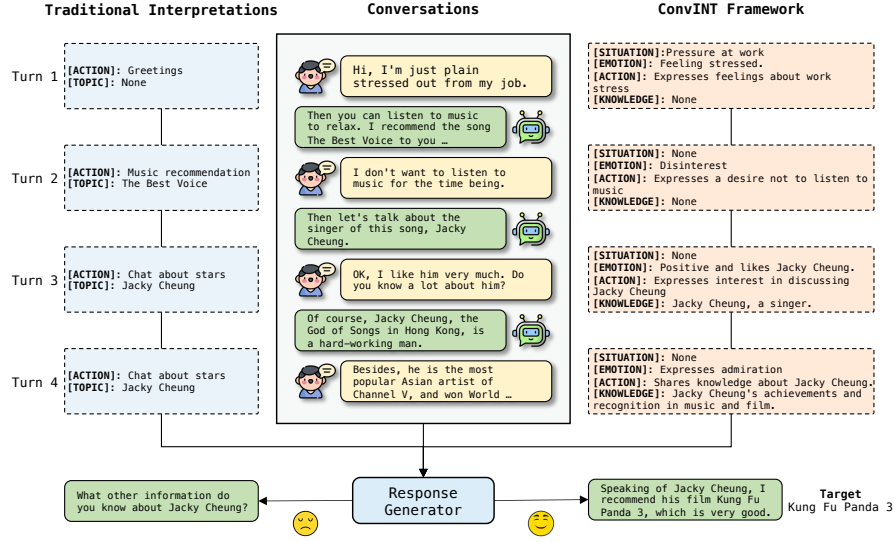 Traditional Interpretations
Conversations
ConvINT Framework
Turn 1
[ACTION]: Greetings
[TOPIC]: None
Hi, I'm just plain
stressed out from my job.
[SITUATION]:Pressure at work
[EMOTION]: Feeling stressed.
[ACTION]: Expresses feelings about work
stress
[KNOWLEDGE]: None
Then you can listen to music
to relax. I recommend the song
The Best Voice to you …
Turn 2
[ACTION]: Music recommendation
[TOPIC]: The Best Voice
I don't want to listen to
music for the time being.
[SITUATION]: None
[EMOTION]: Disinterest
[ACTION]: Expresses a desire not to listen to
music
[KNOWLEDGE]: None
Then let's talk about the
singer of this song, Jacky
Cheung.
Turn 3
[ACTION]: Chat about stars
[TOPIC]: Jacky Cheung
OK, I like him very much. Do
you know a lot about him?
[SITUATION]: None
[EMOTION]: Positive and likes Jacky Cheung.
[ACTION]: Expresses interest in discussing
Jacky Cheung
[KNOWLEDGE]: Jacky Cheung, a singer.
Of course, Jacky Cheung, the
God of Songs in Hong Kong, is
a hard-working man.
Turn 4
[ACTION]: Chat about stars
[TOPIC]: Jacky Cheung
Besides, he is the most
popular Asian artist of
Channel V, and won World …
[SITUATION]: None
[EMOTION]: Expresses admiration
[ACTION]: Shares knowledge about Jacky Cheung.
[KNOWLEDGE]: Jacky Cheung's achievements and
recognition in music and film.
What other information do
you know about Jacky Cheung?
Response
Generator
Speaking of Jacky Cheung, I
recommend his film Kung Fu
Panda 3, which is very good.
Target
Kung Fu Panda 3